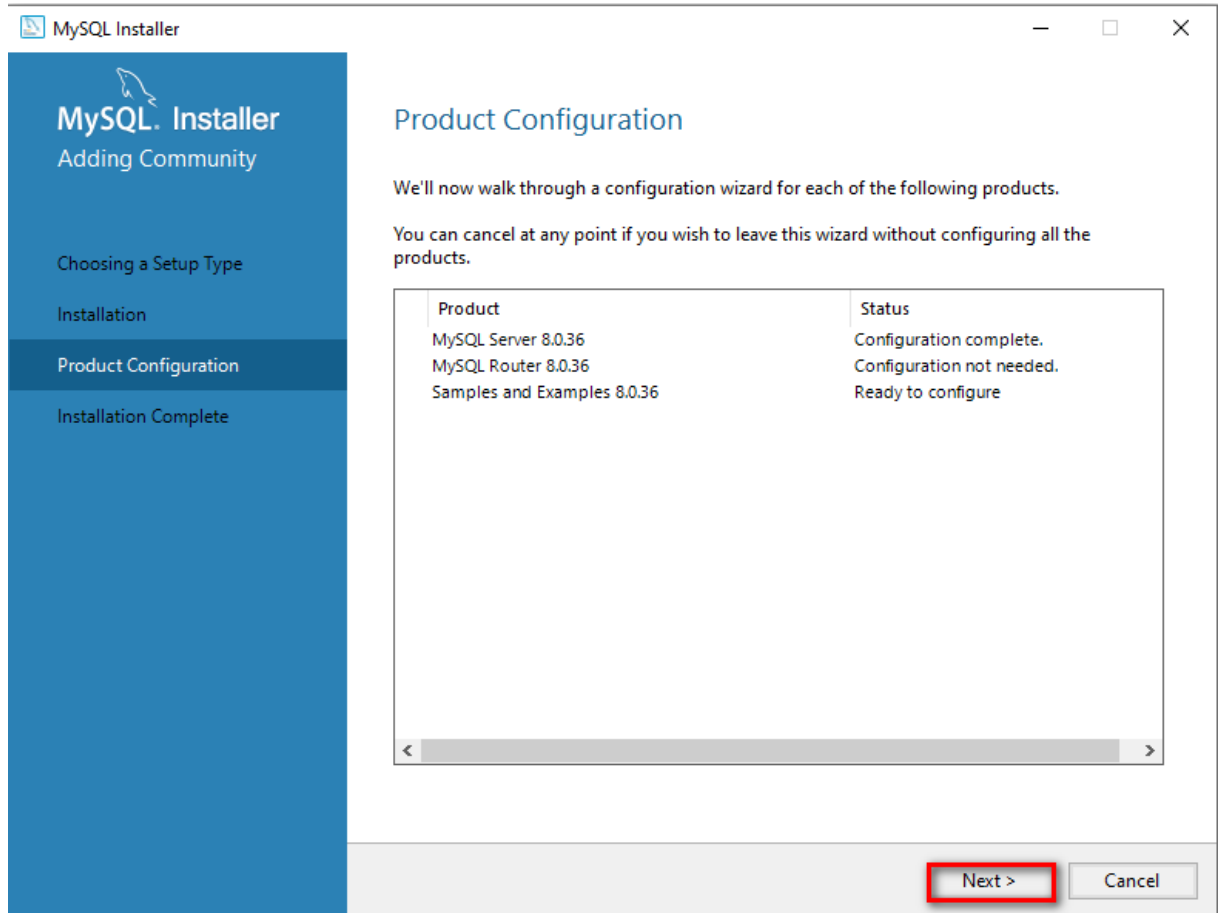 MySQL Installer
MySQL. Installer
Adding Community
Choosing a Setup Type
Installation
Product Configuration
Installation Complete
Product Configuration
We'll now walk through a configuration wizard for each of the following products.
You can cancel at any point if you wish to leave this wizard without configuring all the
products.
Product Status
MySQL Server 8.0.36 Configuration complete.
MySQL Router 8.0.36 Configuration not needed.
Samples and Examples 8.0.36 Ready to configure
Next > Cancel